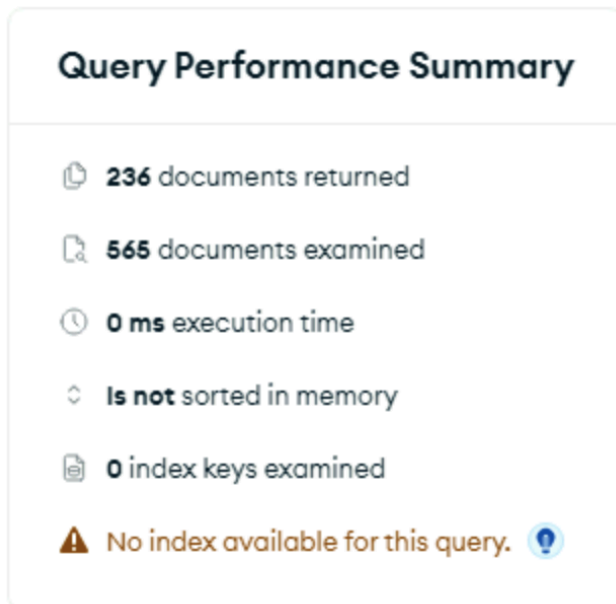 Query Performance Summary
236 documents returned
565 documents examined
0 ms execution time
Is not sorted in memory
0 index keys examined
No index available for this query.